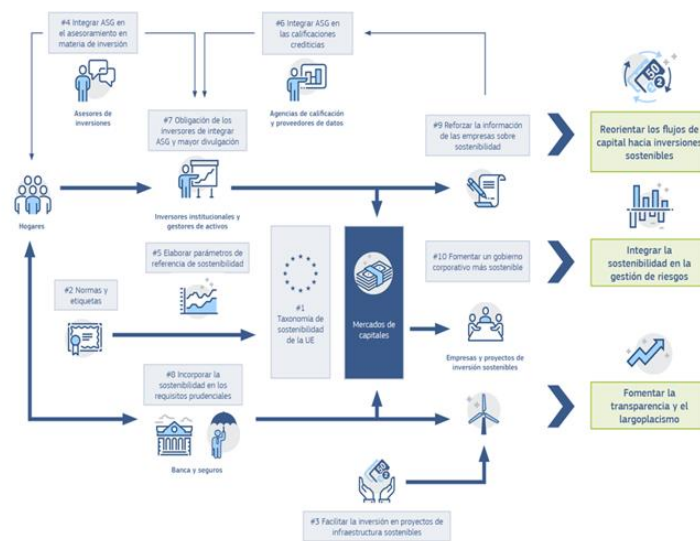 #4 Integrar ASG en
el asesoramiento en
materia de inversión
Asesores de
inversiones
#6 Integrar ASG en
las calificaciones
crediticias
Agencias de calificación
y proveedores de datos
#7 Obligación de los
inversores de integrar
ASG y mayor divulgación
Inversores institucionales y
gestores de activos
#9 Reforzar la información
de las empresas sobre
sostenibilidad
Reorientar los flujos de
capital hacia inversiones
sostenibles
Hogares
#5 Elaborar parámetros de
referencia de sostenibilidad
#2 Normas y
etiquetas
#1
Taxonomía de
sostenibilidad
de la UE
Mercados de
capitales
#10 Fomentar un gobierno
corporativo más sostenible
Empresas y proyectos de
inversión sostenibles
Integrar la
sostenibilidad en la
gestión de riesgos
#8 Incorporar la
sostenibilidad en los
requisitos prudenciales
Banca y seguros
Fomentar la
transparencia y el
largoplacismo
#3 Facilitar la inversión en proyectos de
infraestructura sostenibles
50
2
50
2